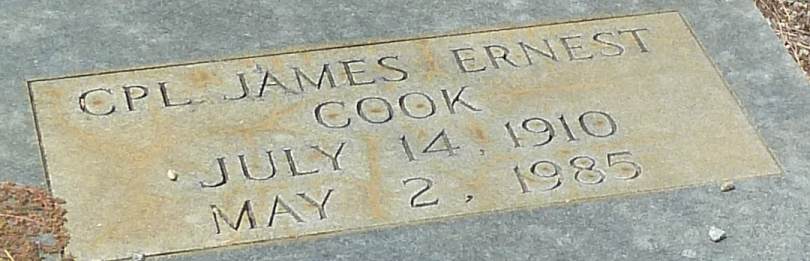 CPL. JAMES ERNEST
COOK
JULY 14, 1910
MAY 2, 1985